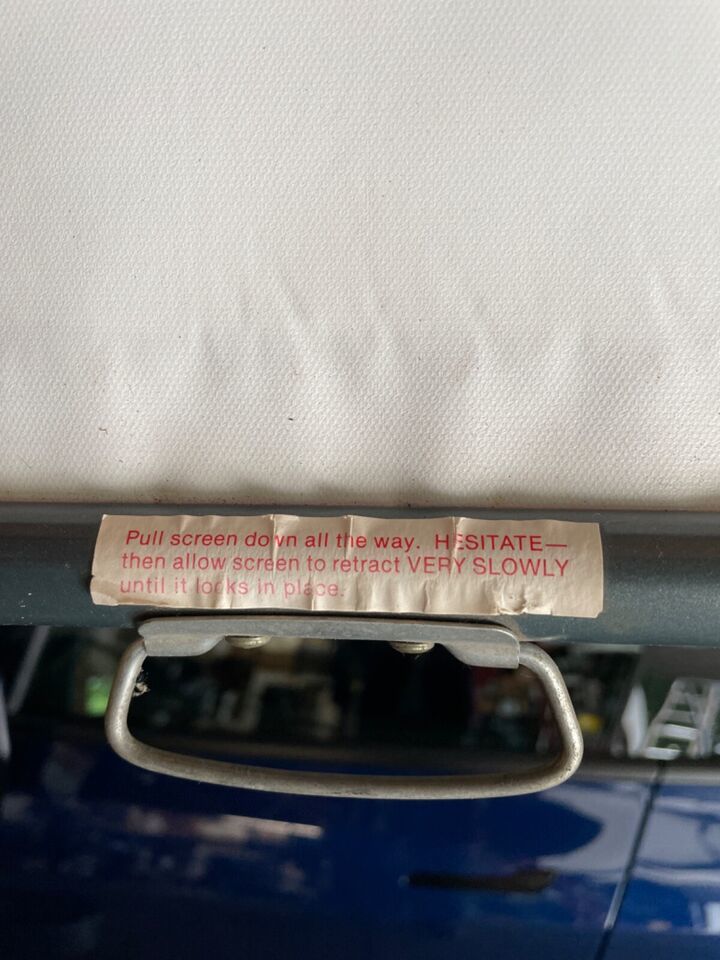 Pull screen down all the way. HESITATE—
then allow screen to retract VERY SLOWLY
until it locks in place.